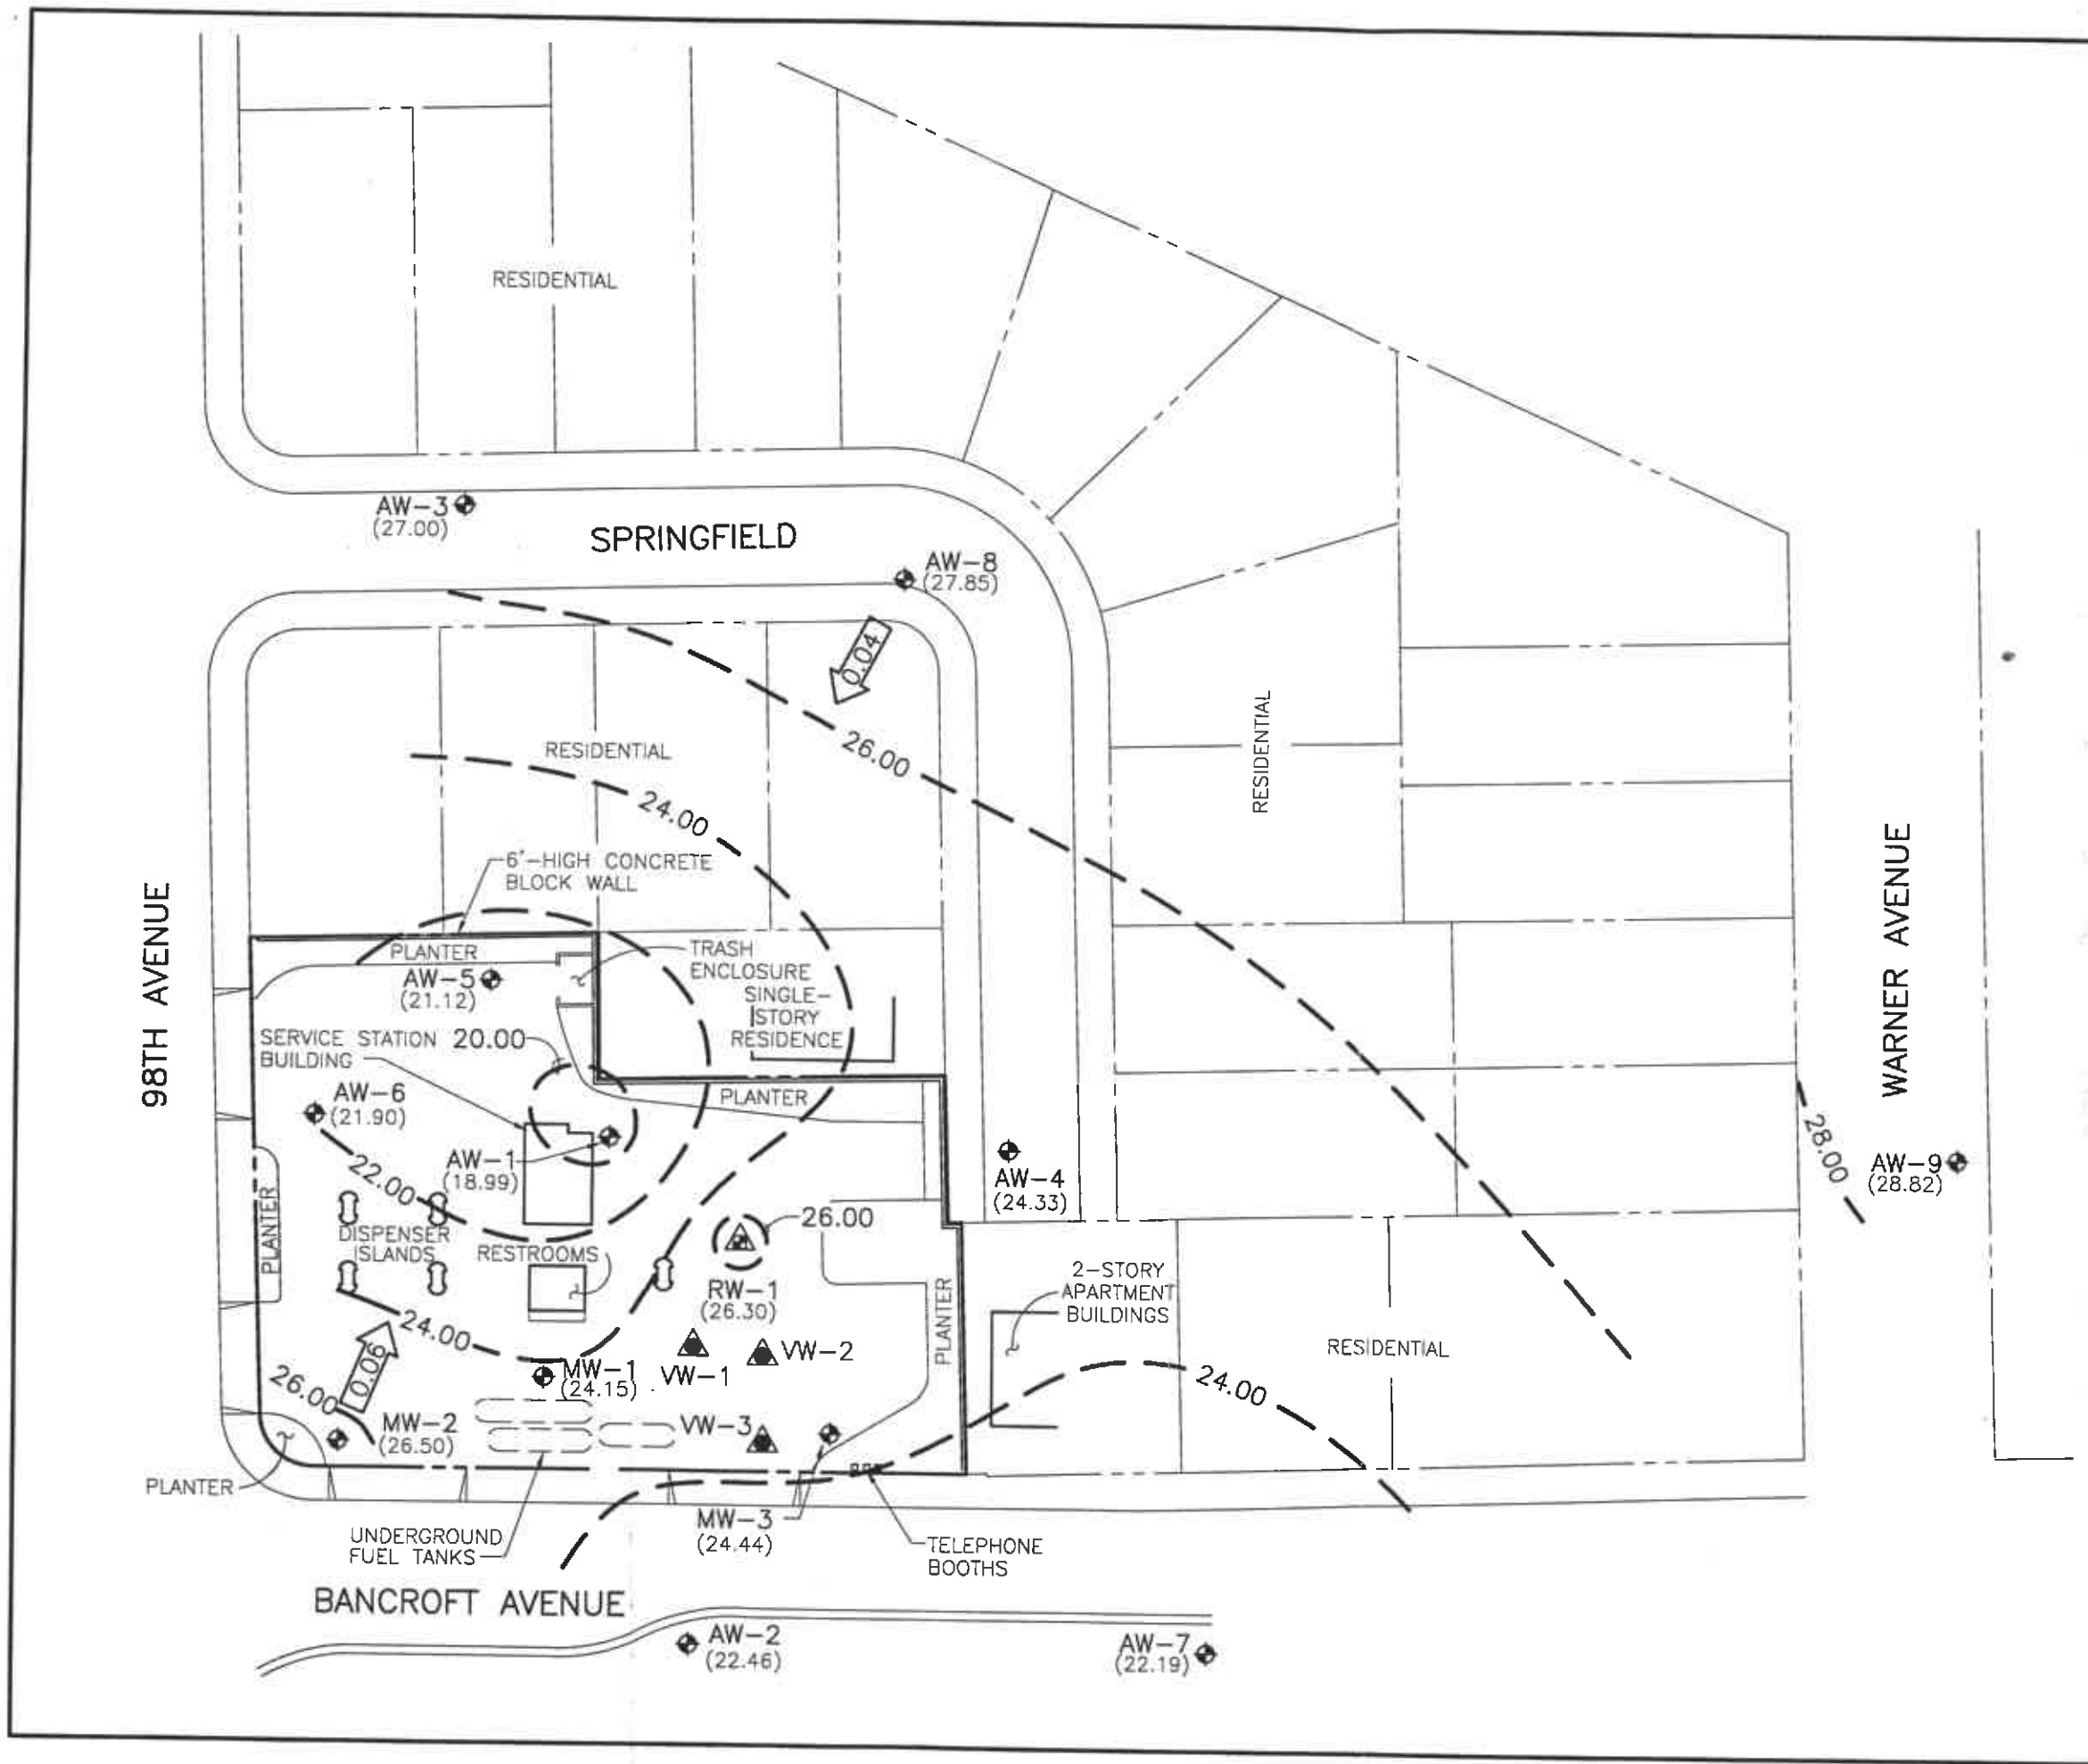 RESIDENTIAL
AW-3
(27.00)
SPRINGFIELD
AW-8
(27.85)
0.04
26.00
RESIDENTIAL
RESIDENTIAL
24.00
6'-HIGH CONCRETE
BLOCK WALL
98TH AVENUE
WARNER AVENUE
PLANTER
AW-5
(21.12)
TRASH
ENCLOSURE
SINGLE-
STORY
RESIDENCE
SERVICE STATION
BUILDING
20.00
AW-6
(21.90)
PLANTER
28.00
AW-9
(28.82)
22.00
AW-1
(18.99)
AW-4
(24.33)
PLANTER
DISPENSER
ISLANDS
RESTROOMS
26.00
RW-1
(26.30)
PLANTER
2-STORY
APARTMENT
BUILDINGS
RESIDENTIAL
24.00
0.06
26.00
MW-1
(24.15)
VW-1
VW-2
24.00
MW-2
(26.50)
VW-3
PLANTER
UNDERGROUND
FUEL TANKS
MW-3
(24.44)
TELEPHONE
BOOTHS
BANCROFT AVENUE
AW-2
(22.46)
AW-7
(22.19)